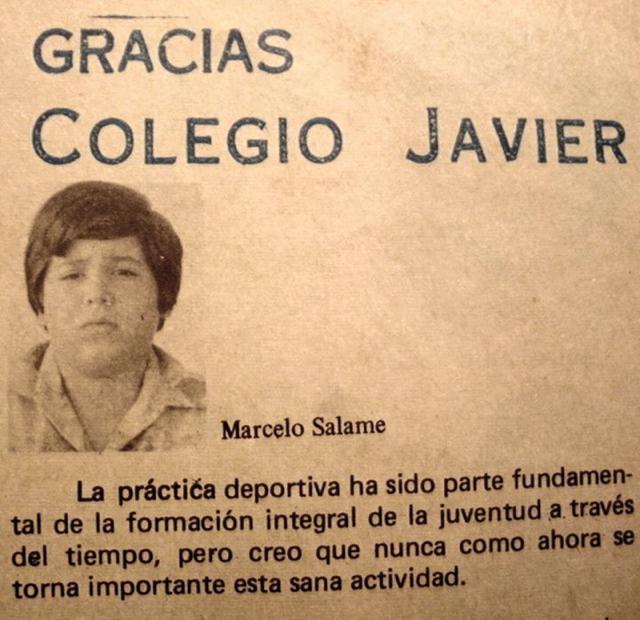 GRACIAS
COLEGIO JAVIER
Marcelo Salame
La práctića deportiva ha sido parte fundamen-
tal de la formación integral de la juventud a través
del tiempo, pero creo que nunca como ahora se
torna importante esta sana actividad.